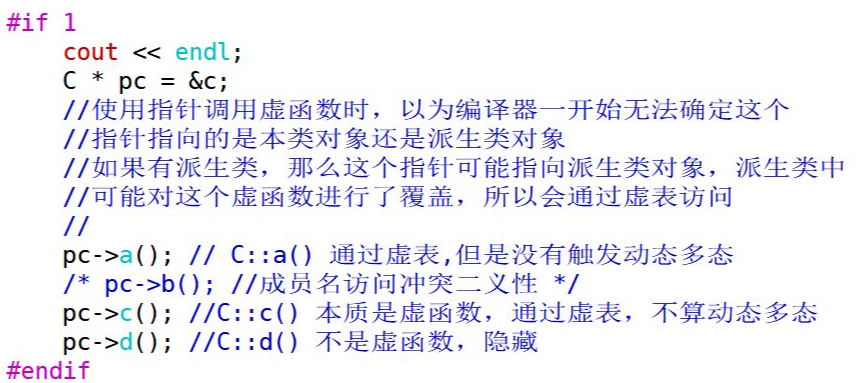 #if 1
cout << endl;
C * pc = &c;
//使用指针调用虚函数时，以为编译器一开始无法确定这个
//指针指向的是本类对象还是派生类对象
//如果有派生类，那么这个指针可能指向派生类对象，派生类中
//可能对这个虚函数进行了覆盖，所以会通过虚表访问
//
pc->a(); // C::a() 通过虚表,但是没有触发动态多态
/* pc->b(); //成员名访问冲突二义性 */
pc->c(); //C::c() 本质是虚函数，通过虚表，不算动态多态
pc->d(); //C::d() 不是虚函数，隐藏
#endif